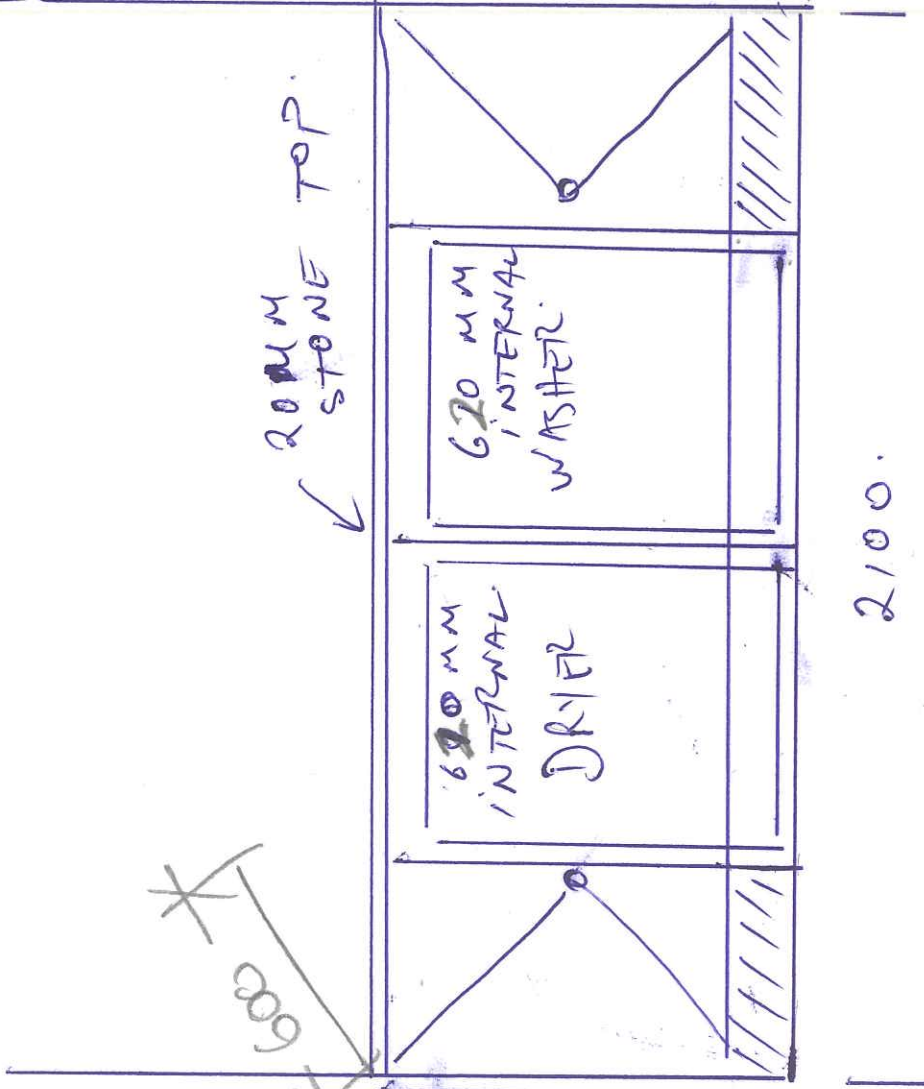 20MM
STONE TOP.
620 MM
INTERNAL
DRYER
620 MM
INTERNAL
WASHER.
600
2100.